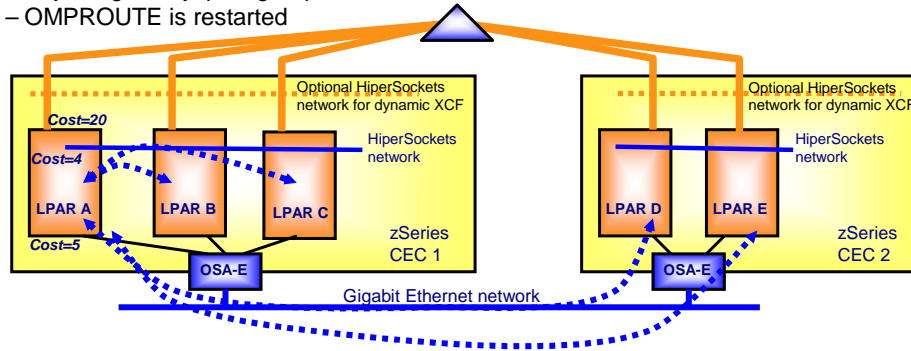 – OMPROUTE is restarted
Optional HiperSockets
network for dynamic XCF
Optional HiperSockets
network for dynamic XCF
Cost=20
Cost=4
HiperSockets
network
HiperSockets
network
LPAR A
LPAR B
LPAR C
LPAR D
LPAR E
Cost=5
zSeries
CEC 1
zSeries
CEC 2
OSA-E
OSA-E
Gigabit Ethernet network